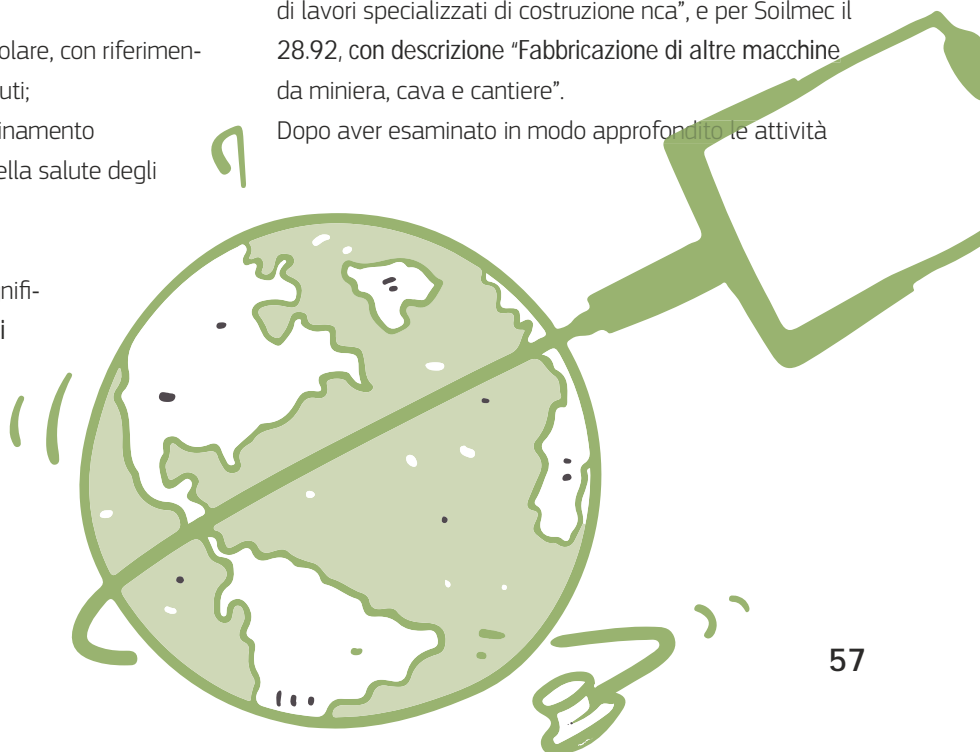 olare, con riferimen-
uti;
inamento
ella salute degli
nifi-
i
di lavori specializzati di costruzione nca", e per Soilmec il
28.92, con descrizione “Fabbricazione di altre macchine
da miniera, cava e cantiere”.
Dopo aver esaminato in modo approfondito le attività
57